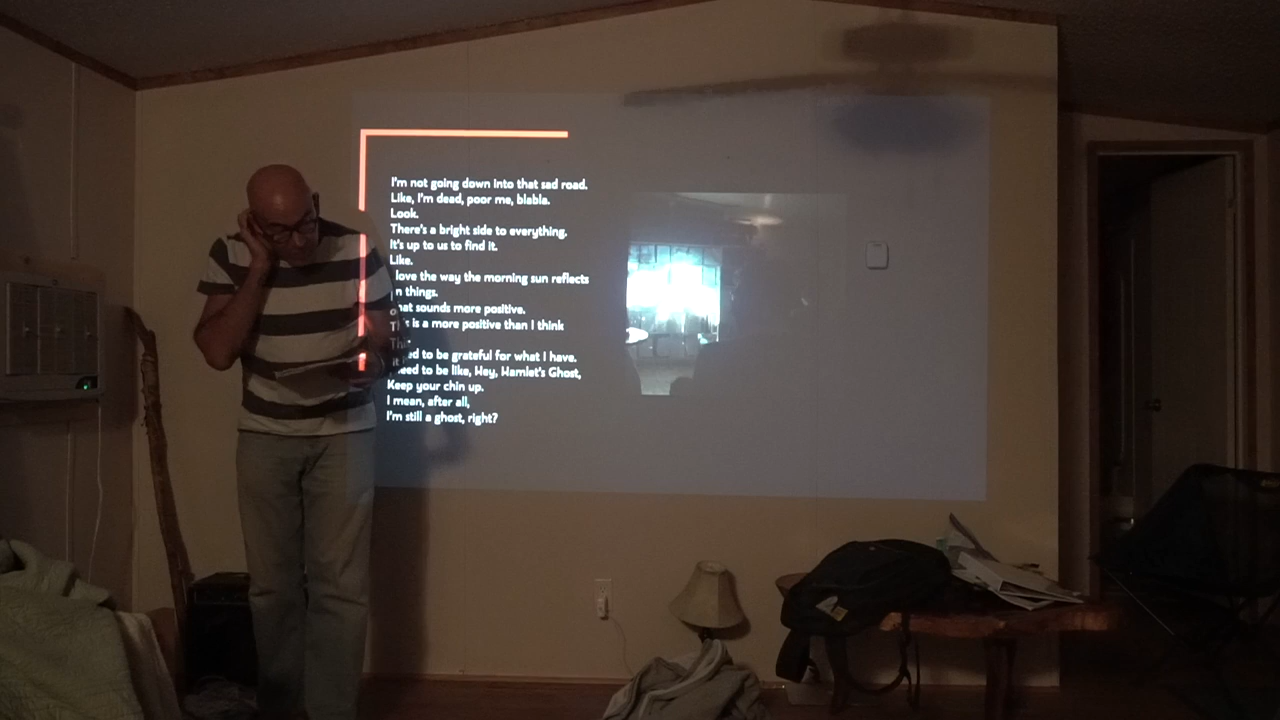 I'm not going down into that sad road.
Like, I'm dead, poor me, blabla.
Look.
There's a bright side to everything.
It's up to us to find it.
Like.
love the way the morning sun reflects
n things.
hat sounds more positive.
is a more positive than I think
ed to be grateful for what I have.
need to be like, Hey, Hamlet's Ghost,
Keep your chin up.
I mean, after all,
I'm still a ghost, right?